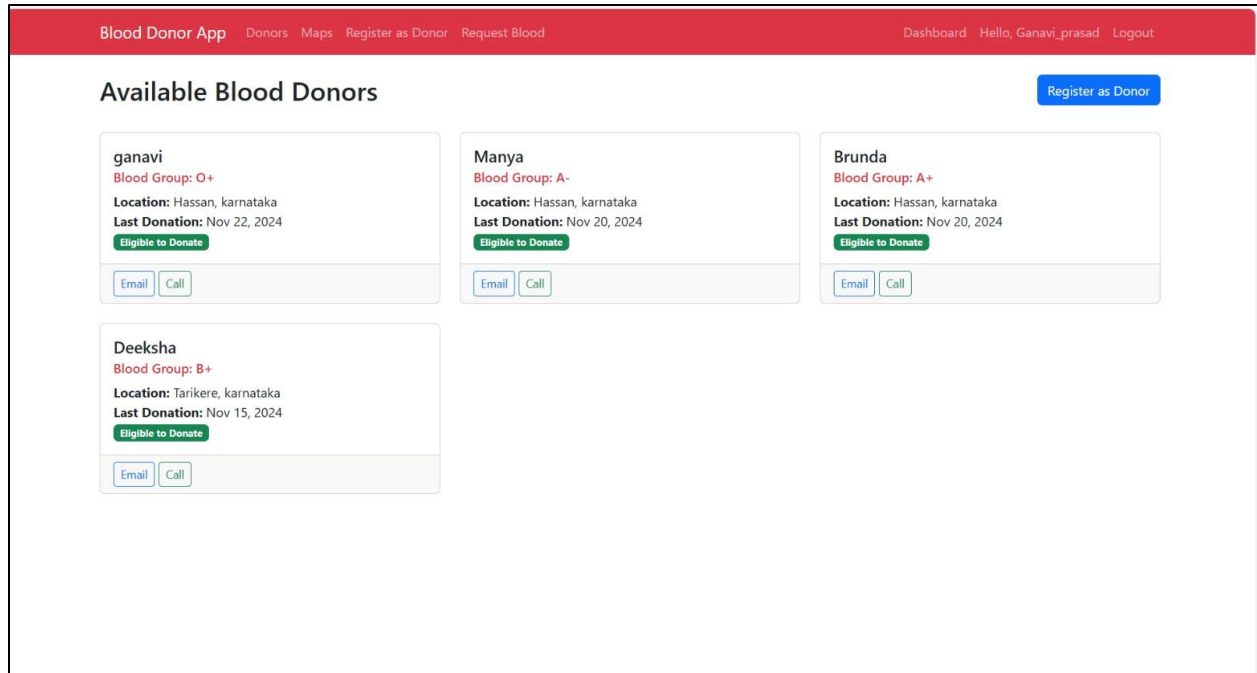 Blood Donor App Donors Maps Register as Donor Request Blood Dashboard Hello, Ganavi_prasad Logout
Available Blood Donors
Register as Donor
ganavi
Blood Group: O+
Location: Hassan, karnataka
Last Donation: Nov 22, 2024
Eligible to Donate
Email Call
Manya
Blood Group: A-
Location: Hassan, karnataka
Last Donation: Nov 20, 2024
Eligible to Donate
Email Call
Brunda
Blood Group: A+
Location: Hassan, karnataka
Last Donation: Nov 20, 2024
Eligible to Donate
Email Call
Deeksha
Blood Group: B+
Location: Tarikere, karnataka
Last Donation: Nov 15, 2024
Eligible to Donate
Email Call